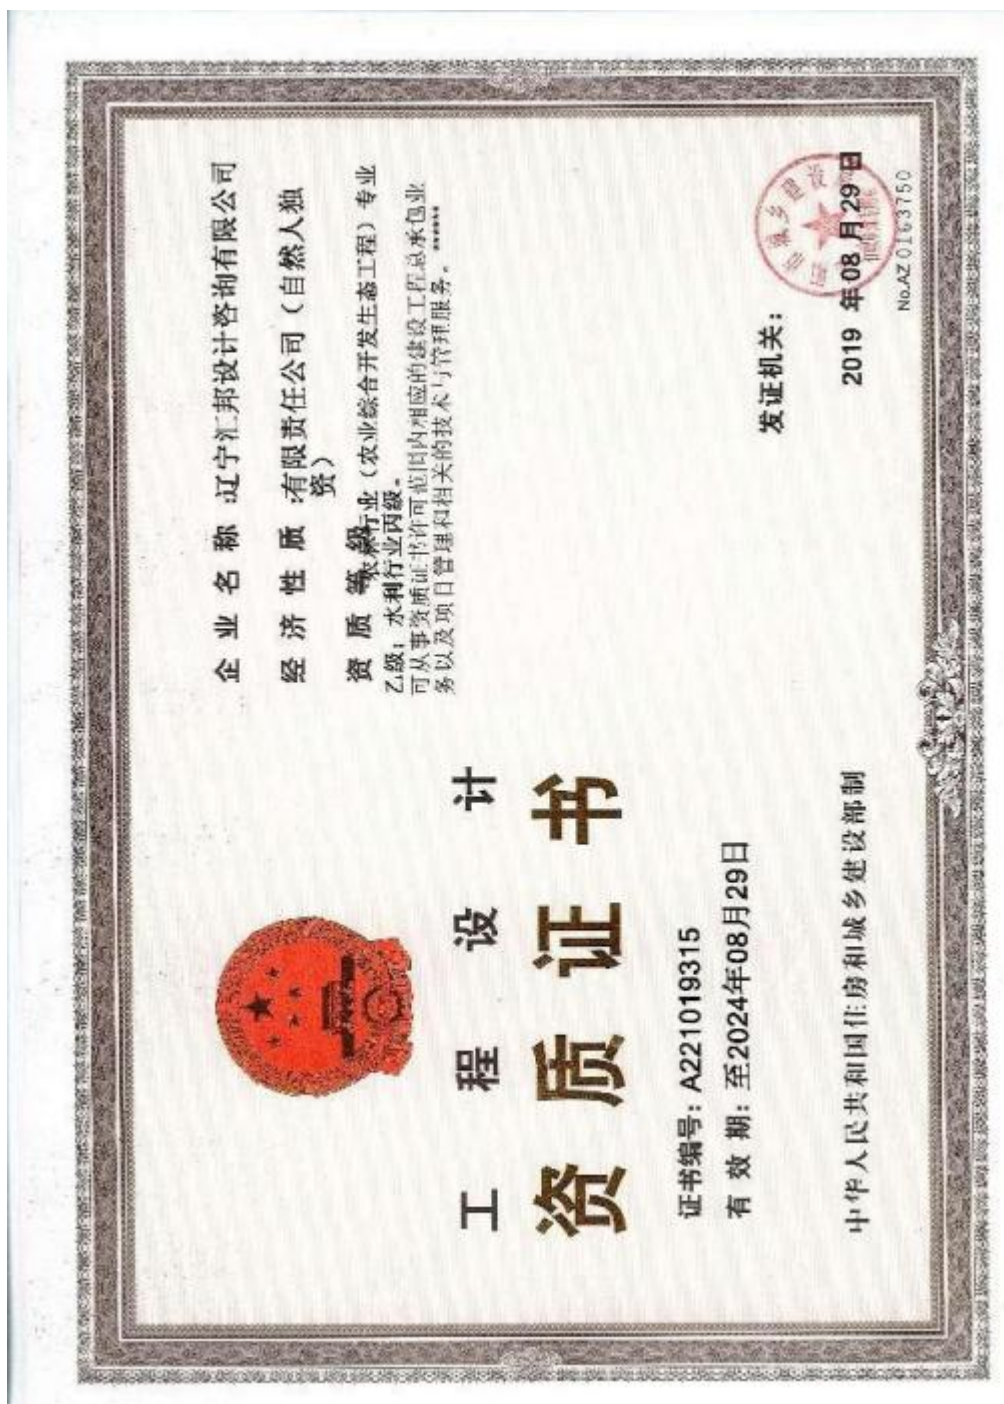 工程设计
资质证书
证书编号：A221019315
有 效 期：至2024年08月29日
中华人民共和国住房和城乡建设部制
企 业 名 称 :辽宁汇邦设计咨询有限公司
经 济 性 质 :有限责任公司（自然人独
资）
资 质 等 级
农林行业（农业综合开发生态工程）专业
乙级；水利行业丙级。
可从事资质证书许可范围内相应的建设工程总承包业
务以及项目管理和相关的技术与管理服务。******
发证机关：
2019 年 08 月 29 日
No.AZ 0163750